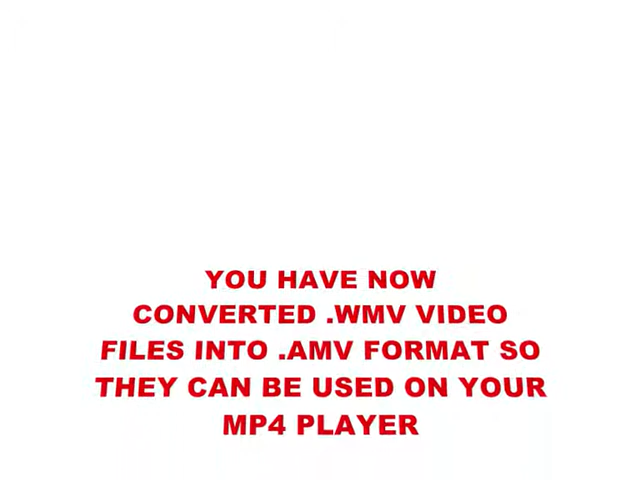 YOU HAVE NOW
CONVERTED .WMV VIDEO
FILES INTO .AMV FORMAT SO
THEY CAN BE USED ON YOUR
MP4 PLAYER